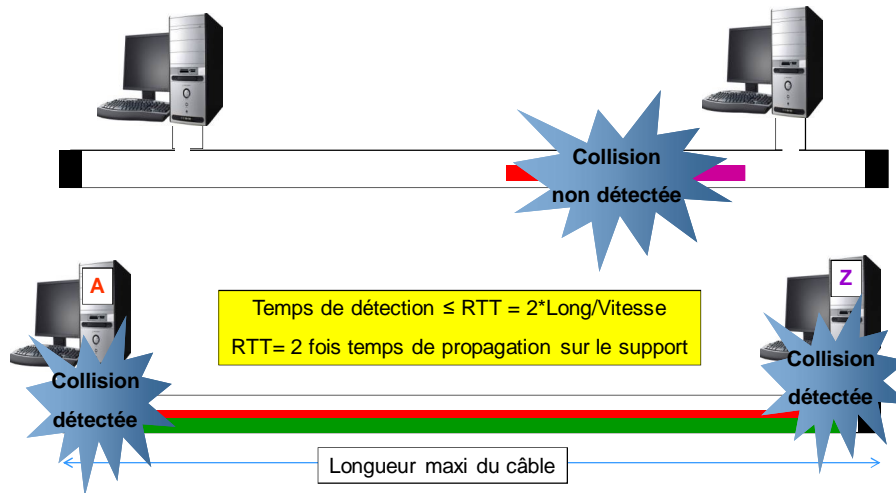 Collision
non détectée
A
Z
Temps de détection ≤ RTT = 2*Long/Vitesse
RTT= 2 fois temps de propagation sur le support
Collision
détectée
Collision
détectée
Longueur maxi du câble